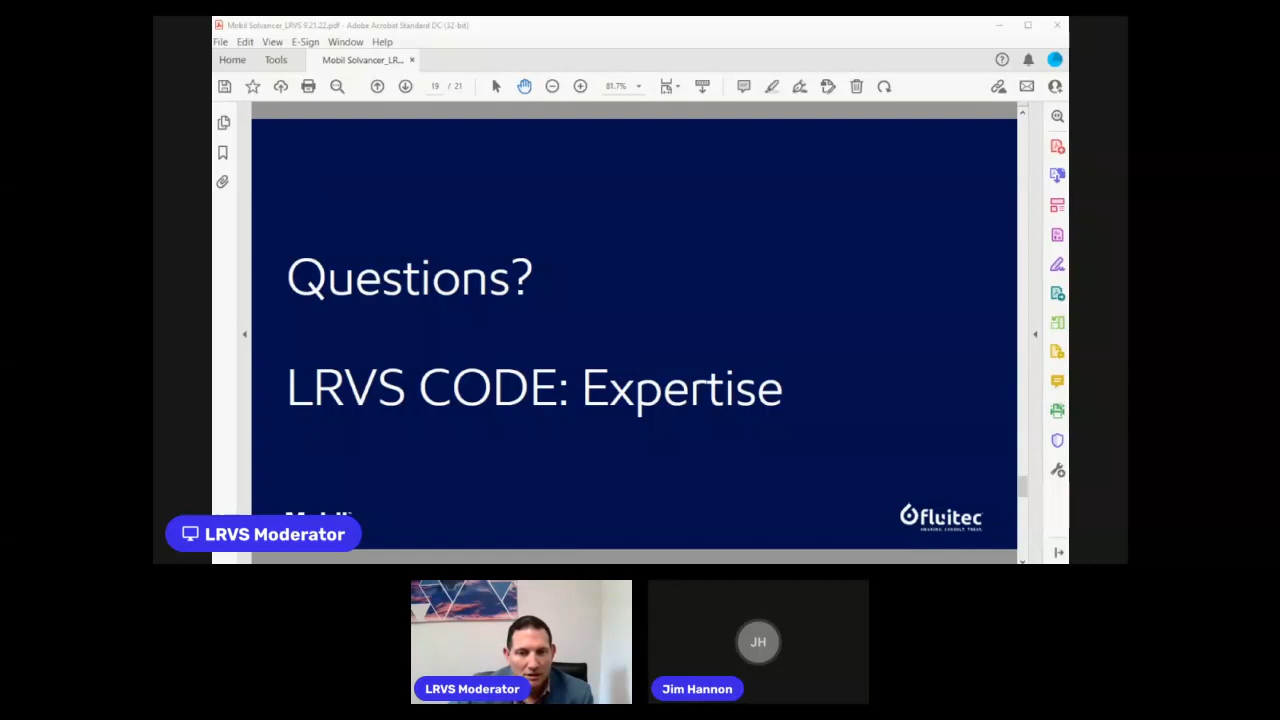 Mobil Solvancer_LRVS 9.21.22.pdf - Adobe Acrobat Standard DC (32-bit)
File Edit View E-Sign Window Help
Home Tools Mobil Solvancer_LR... ×
19 / 21 81.7%
Questions?
LRVS CODE: Expertise
fluitec
LRVS Moderator
LRVS Moderator
JH
Jim Hannon